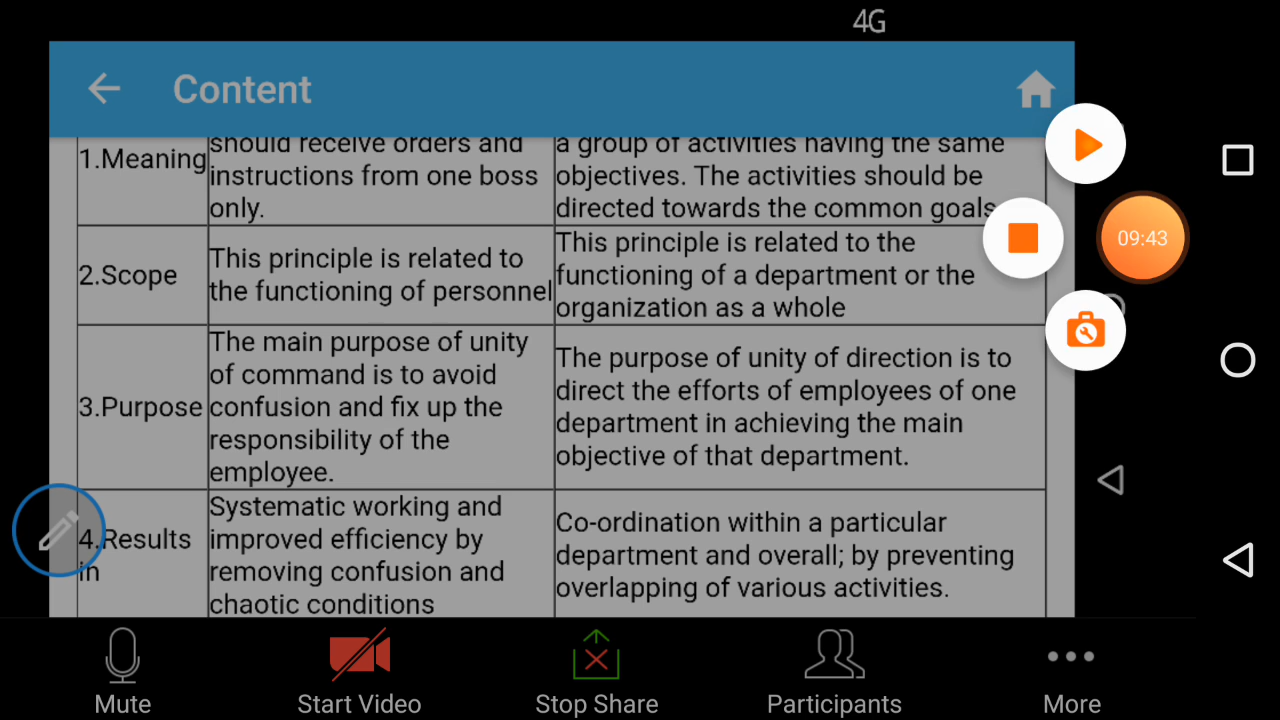 4G
Content
1.Meaning
should receive orders and
instructions from one boss
only.
a group of activities having the same
objectives. The activities should be
directed towards the common goals
2.Scope
This principle is related to
the functioning of personnel
This principle is related to the
functioning of a department or the
organization as a whole
3.Purpose
The main purpose of unity
of command is to avoid
confusion and fix up the
responsibility of the
employee.
The purpose of unity of direction is to
direct the efforts of employees of one
department in achieving the main
objective of that department.
4.Results
in
Systematic working and
improved efficiency by
removing confusion and
chaotic conditions
Co-ordination within a particular
department and overall; by preventing
overlapping of various activities.
09:43
Mute
Start Video
Stop Share
Participants
More